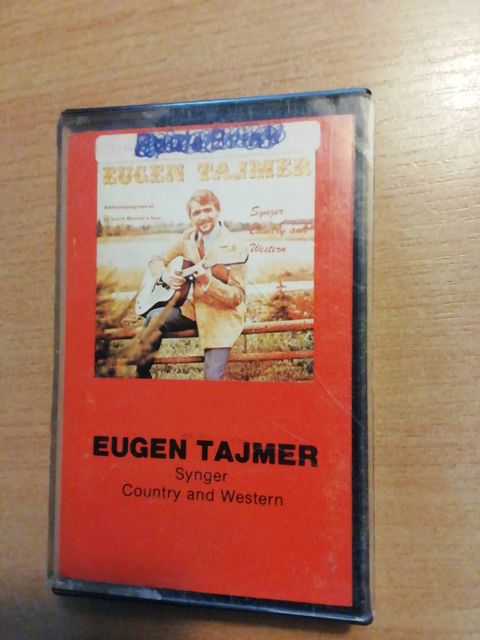 EUGEN TAJMER
Synger
Country and
Western
EUGEN TAJMER
Synger
Country and Western